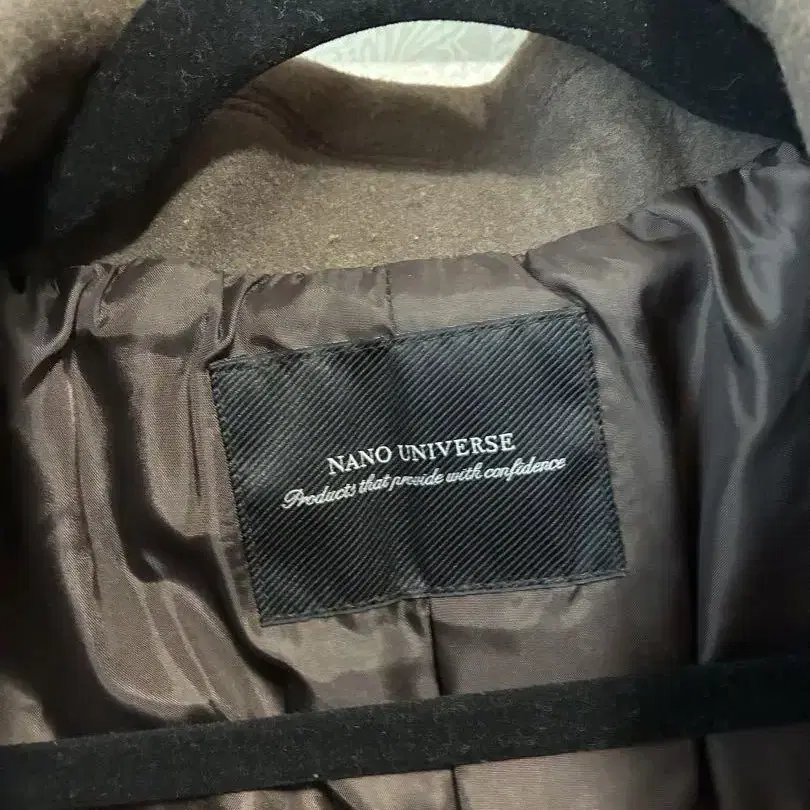 NANO UNIVERSE
Products that provide with confidence